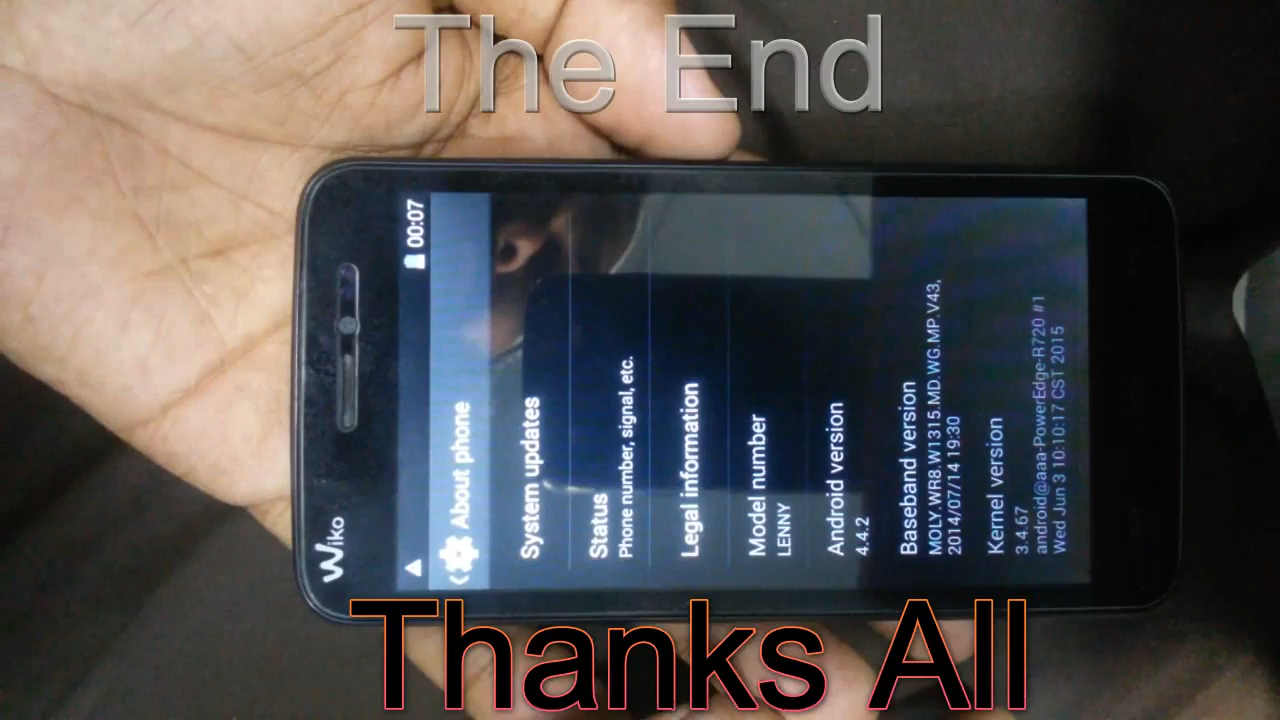 The End
Wiko
00:07
About phone
System updates
Status
Phone number, signal, etc.
Legal information
Model number
LENNY
Android version
4.4.2
Baseband version
MOLY.WR8.W1315.MD.WG.MP.V43,
2014/07/14 19:30
Kernel version
3.4.67
android@aaa-PowerEdge-R720 #1
Wed Jun 3 10:10:17 CST 2015
Thanks All